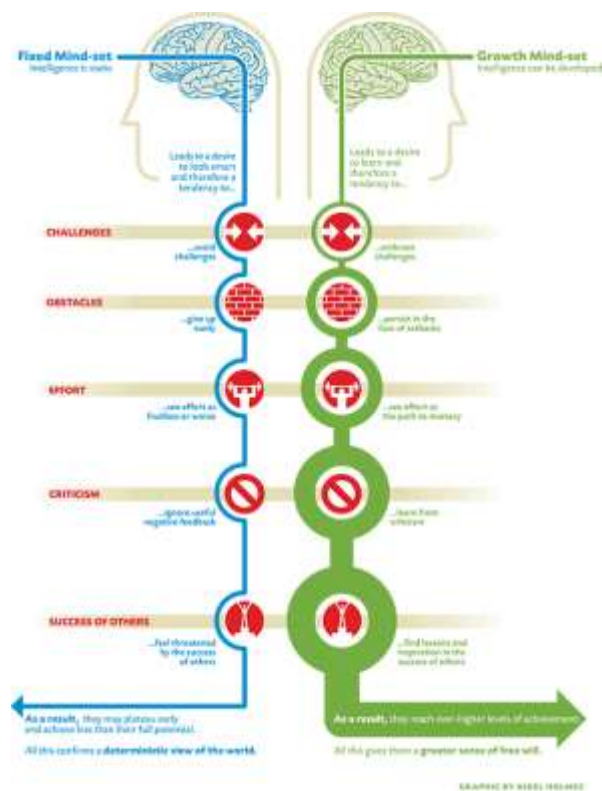 Fixed Mind-set
Intelligence is static
Growth Mind-set
Intelligence can be developed
Leads to a desire
to look smart
and therefore a
tendency to...
Leads to a desire
to learn and
therefore a
tendency to...
CHALLENGES
...avoid
challenges
...embrace
challenges
OBSTACLES
...give up
easily
...persist in the
face of setbacks
EFFORT
...see effort as
fruitless or worse
...see effort as
the path to mastery
CRITICISM
...ignore useful
negative feedback
...learn from
criticism
SUCCESS OF OTHERS
...feel threatened
by the success
of others
...find lessons and
inspiration in the
success of others
As a result, they may plateau early
and achieve less than their full potential.
All this confirms a deterministic view of the world.
As a result, they reach ever-higher levels of achievement.
All this gives them a greater sense of free will.
GRAPHIC BY NIGEL HOLMES